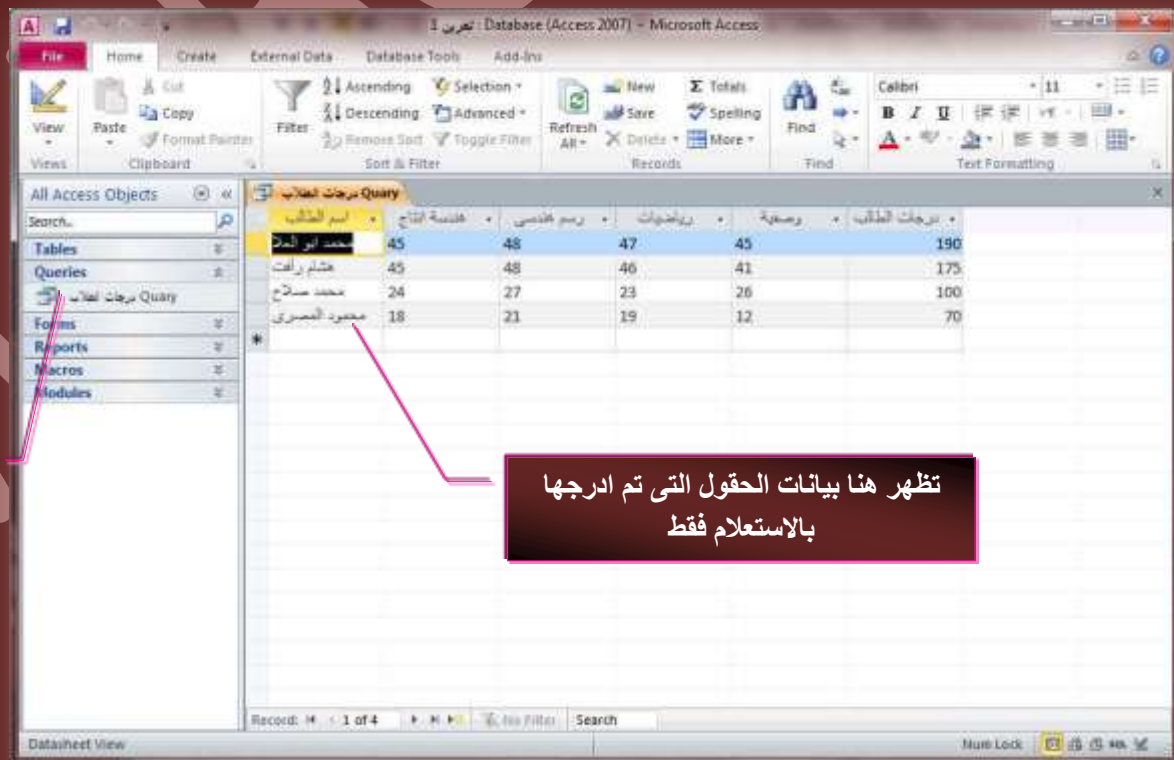 تمرين 1 : Database (Access 2007) - Microsoft Access
File Home Create External Data Database Tools Add-Ins
View
Views
Paste
Cut
Copy
Format Painter
Clipboard
Filter
Ascending
Descending
Remove Sort
Selection
Advanced
Toggle Filter
Sort & Filter
Refresh All
New
Save
Delete
Totals
Spelling
More
Records
Find
Find
Calibri 11
B I U
Text Formatting
All Access Objects
Search..
Tables
Queries
درجات الطلاب Quary
Forms
Reports
Macros
Modules
درجات الطلاب Quary
اسم الطالب هندسة انتاج رسم هندسى رياضيات وصفية درجات الطالب
محمد ابو العلا 45 48 47 45 190
هشام رأفت 45 48 46 41 175
محمد صلاح 24 27 23 26 100
محمود المصرى 18 21 19 12 70
تظهر هنا بيانات الحقول التى تم ادرجها
بالاستعلام فقط
Record: 1 of 4 No Filter Search
Datasheet View Num Lock